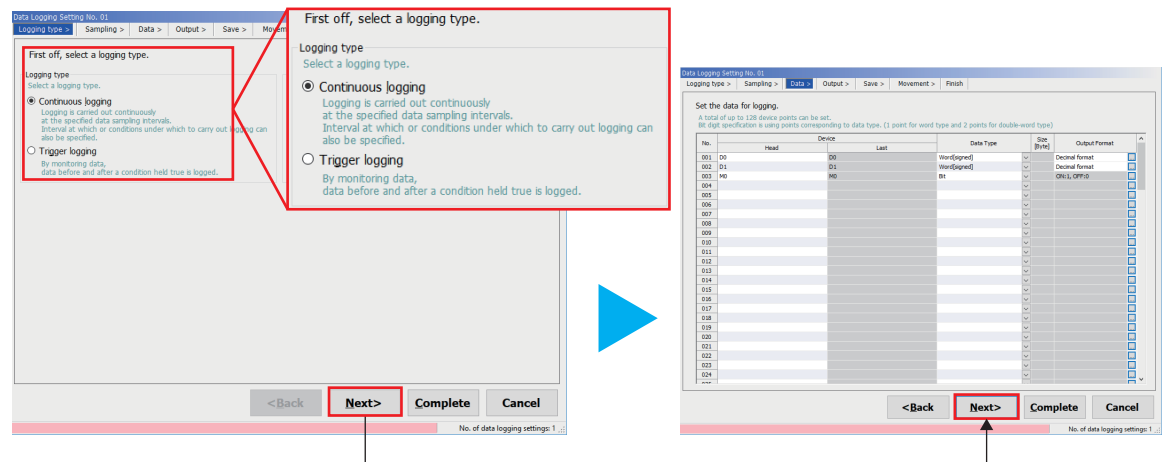 Data Logging Setting No. 01
Logging type > Sampling > Data > Output > Save > Movem
First off, select a logging type.
Logging type
Select a logging type.
Continuous logging
Logging is carried out continuously
at the specified data sampling intervals.
Interval at which or conditions under which to carry out logging can
also be specified.
Trigger logging
By monitoring data,
data before and after a condition held true is logged.
<Back Next> Complete Cancel
No. of data logging settings: 1
First off, select a logging type.
Logging type
Select a logging type.
Continuous logging
Logging is carried out continuously
at the specified data sampling intervals.
Interval at which or conditions under which to carry out logging can
also be specified.
Trigger logging
By monitoring data,
data before and after a condition held true is logged.
Data Logging Setting No. 01
Logging type > Sampling > Data > Output > Save > Movement > Finish
Set the data for logging.
A total of up to 128 device points can be set.
Bit digit specification is using points corresponding to data type. (1 point for word type and 2 points for double-word type)
No. Device Data Type Size [Byte] Output Format
Head Last
001 D0 D0 Word[signed] Decimal format
002 D1 D1 Word[signed] Decimal format
003 M0 M0 Bit ON:1, OFF:0
004
005
006
007
008
009
010
011
012
013
014
015
016
017
018
019
020
021
022
023
024
<Back Next> Complete Cancel
No. of data logging settings: 1